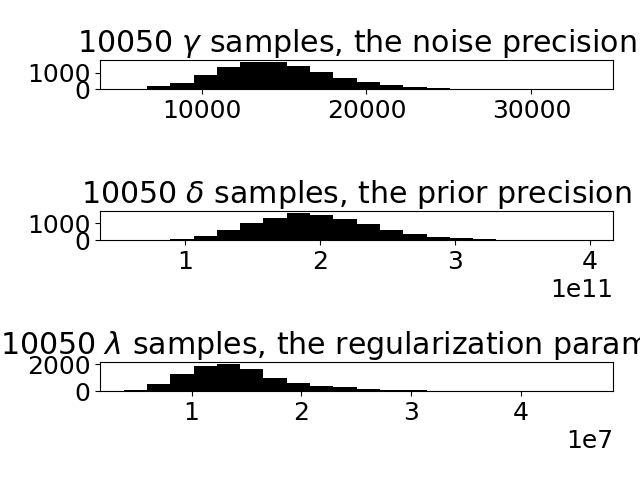 10050 γ samples, the noise precision
1000
0
10000 20000 30000
10050 δ samples, the prior precision
1000
0
1 2 3 4
1e11
10050 λ samples, the regularization param
2000
0
1 2 3 4
1e7